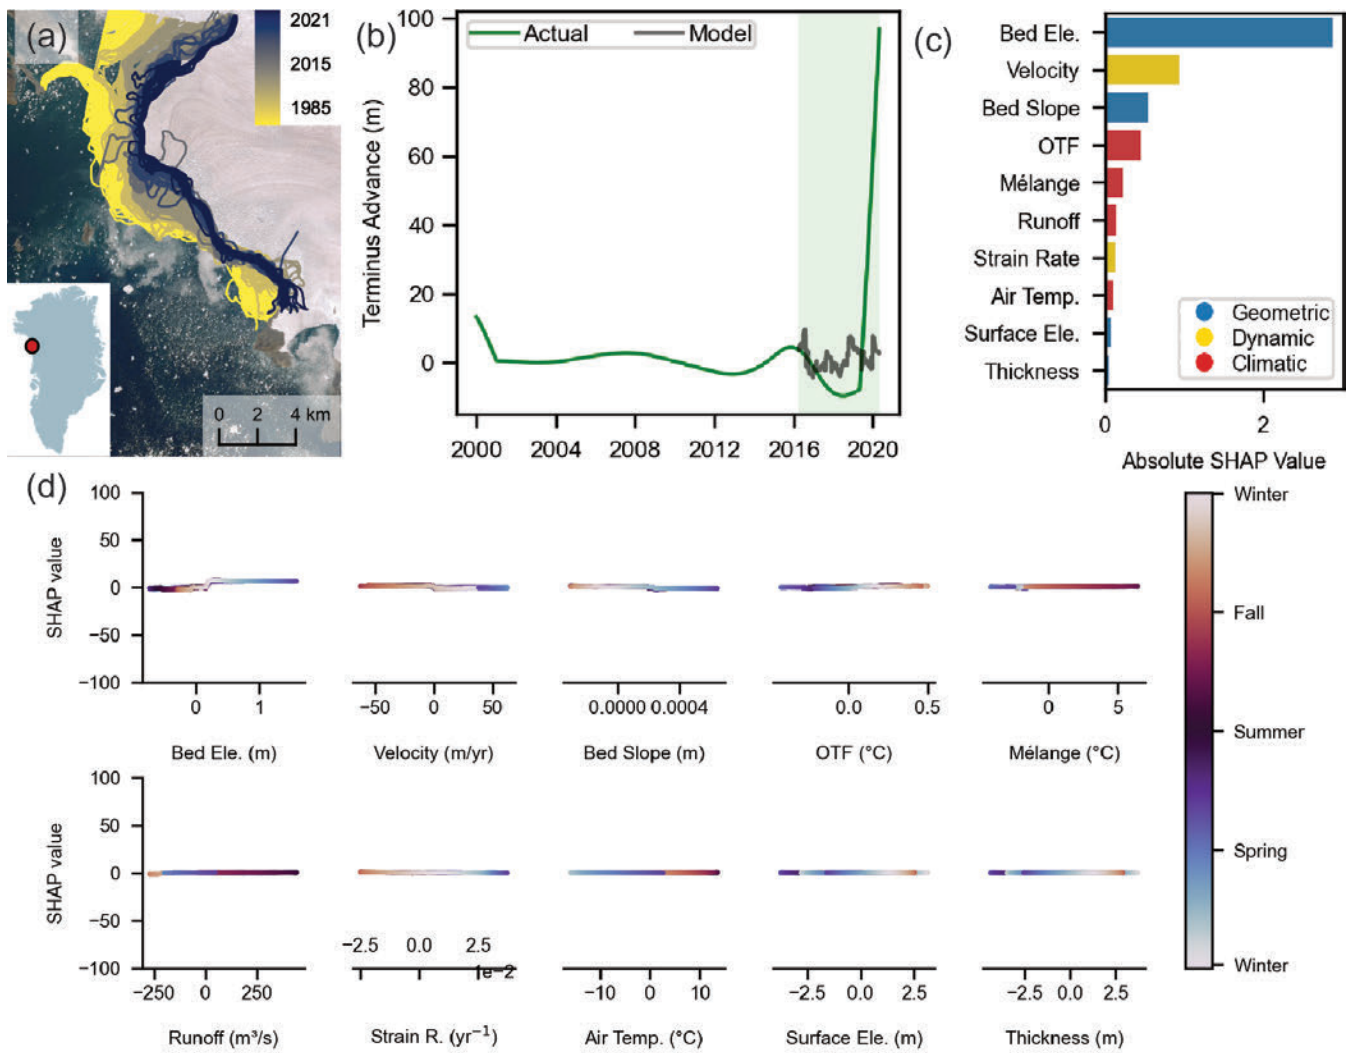 (a)
2021
2015
1985
0 2 4 km
(b)
Actual
Model
Terminus Advance (m)
100
80
60
40
20
0
2000 2004 2008 2012 2016 2020
(c)
Bed Ele.
Velocity
Bed Slope
OTF
Mélange
Runoff
Strain Rate
Air Temp.
Surface Ele.
Thickness
Geometric
Dynamic
Climatic
0 2
Absolute SHAP Value
(d)
SHAP value
100
50
0
−50
−100
0 1
Bed Ele. (m)
−50 0 50
Velocity (m/yr)
0.0000 0.0004
Bed Slope (m)
0.0 0.5
OTF (°C)
0 5
Mélange (°C)
SHAP value
100
50
0
−50
−100
−250 0 250
Runoff (m³/s)
−2.5 0.0 2.5
1e−2
Strain R. (yr⁻¹)
−10 0 10
Air Temp. (°C)
−2.5 0.0 2.5
Surface Ele. (m)
−2.5 0.0 2.5
Thickness (m)
Winter
Fall
Summer
Spring
Winter